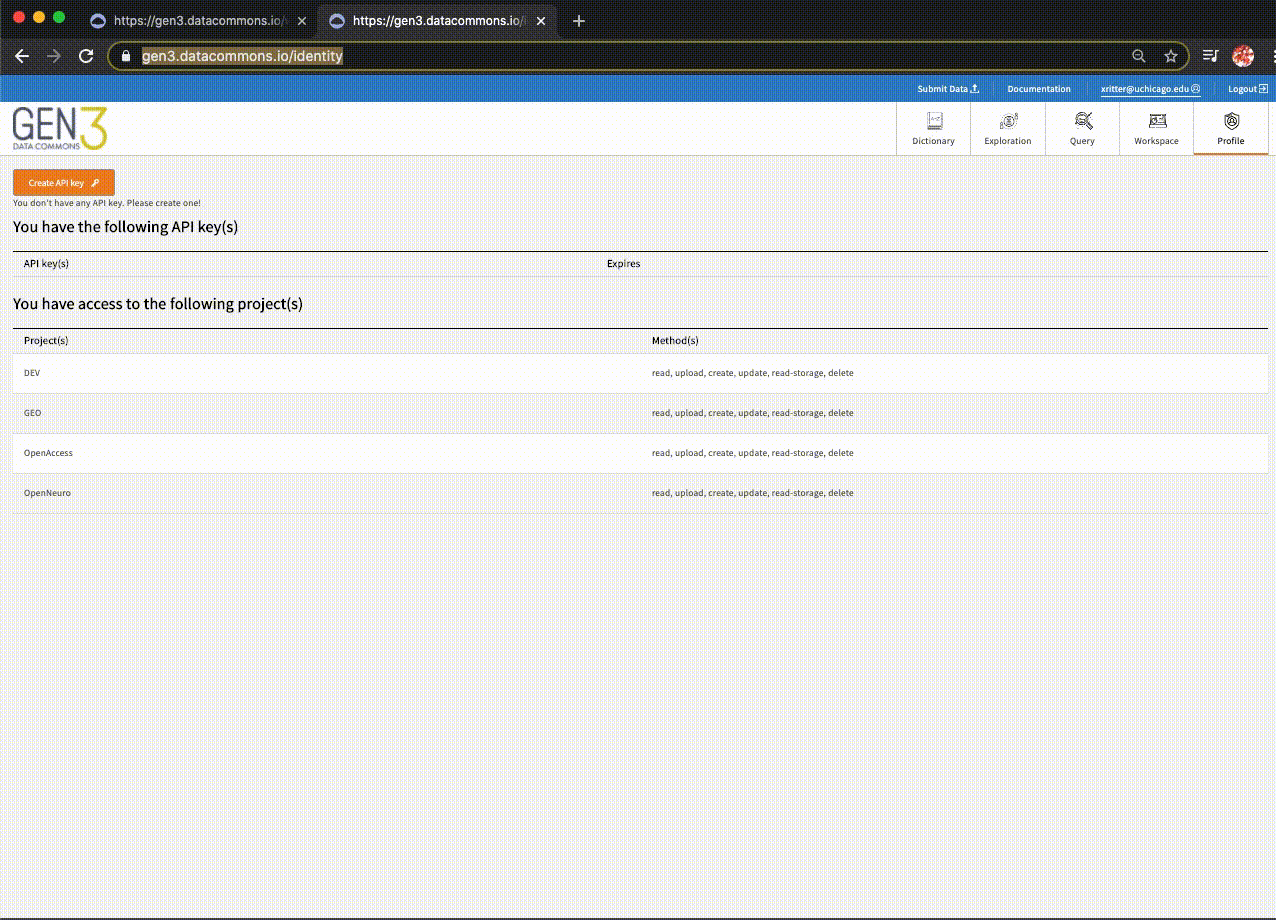 https://gen3.datacommons.io/
https://gen3.datacommons.io/
gen3.datacommons.io/identity
Submit Data
Documentation
xritter@uchicago.edu
Logout
GEN3
DATA COMMONS
Dictionary
Exploration
Query
Workspace
Profile
Create API key
You don't have any API key. Please create one!
You have the following API key(s)
API key(s) Expires
You have access to the following project(s)
Project(s) Method(s)
DEV read, upload, create, update, read-storage, delete
GEO read, upload, create, update, read-storage, delete
OpenAccess read, upload, create, update, read-storage, delete
OpenNeuro read, upload, create, update, read-storage, delete